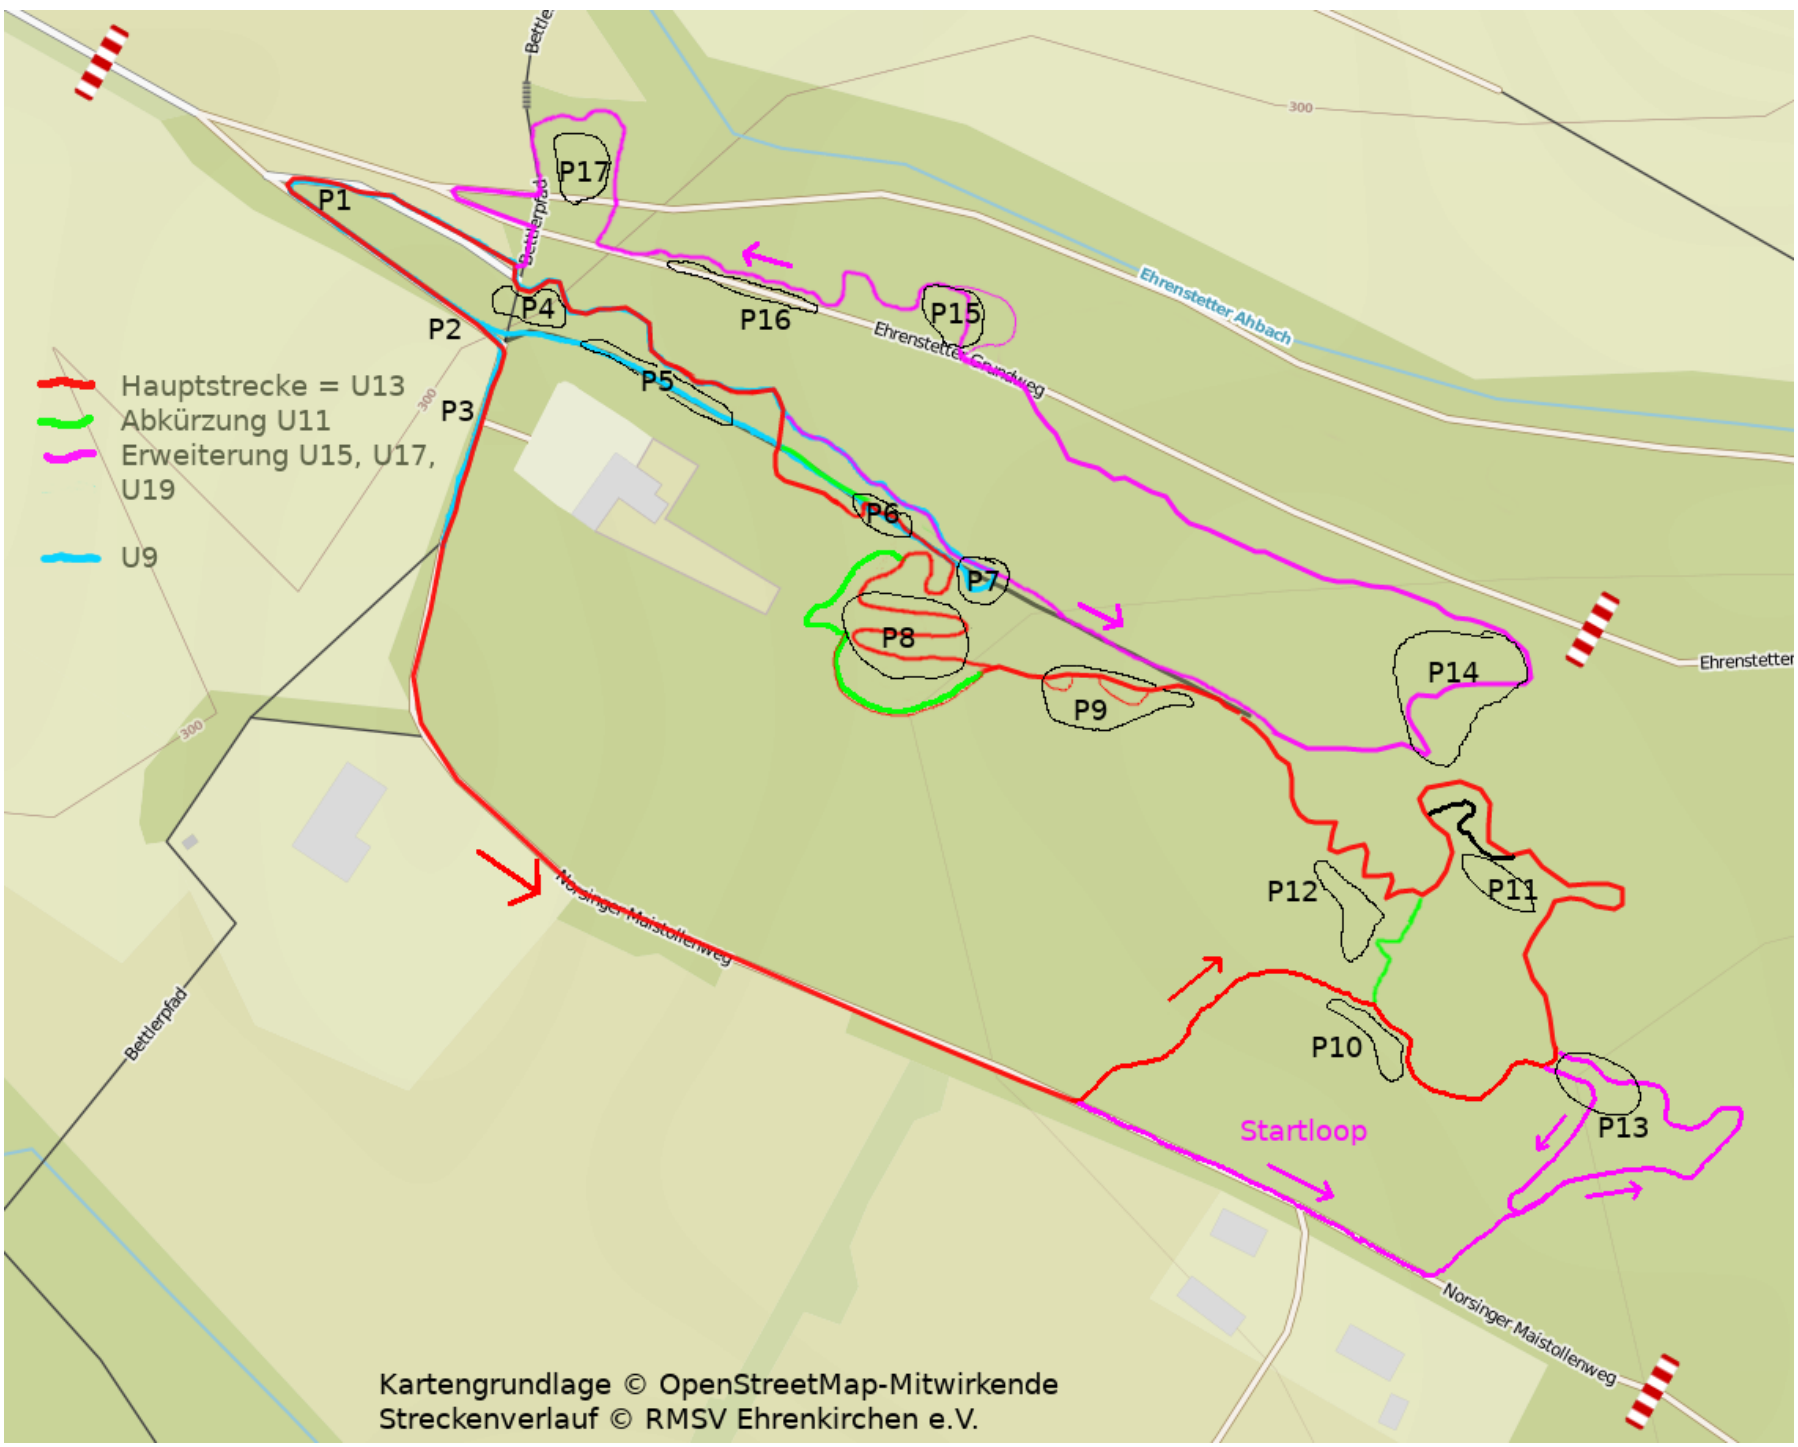 Bettle
300
P17
P1
Bettlerpfad
Ehrenstetter Ahbach
P4
P15
P16
P2
Ehrenstetter Grundweg
P5
Hauptstrecke = U13
300
P3
Abkürzung U11
Erweiterung U15, U17,
U19
P6
U9
P7
P8
Ehrenstetter
P14
P9
300
P12
P11
Norsinger Maistollenweg
Bettlerpfad
P10
P13
Startloop
Norsinger Maistollenweg
Kartengrundlage © OpenStreetMap-Mitwirkende
Streckenverlauf © RMSV Ehrenkirchen e.V.